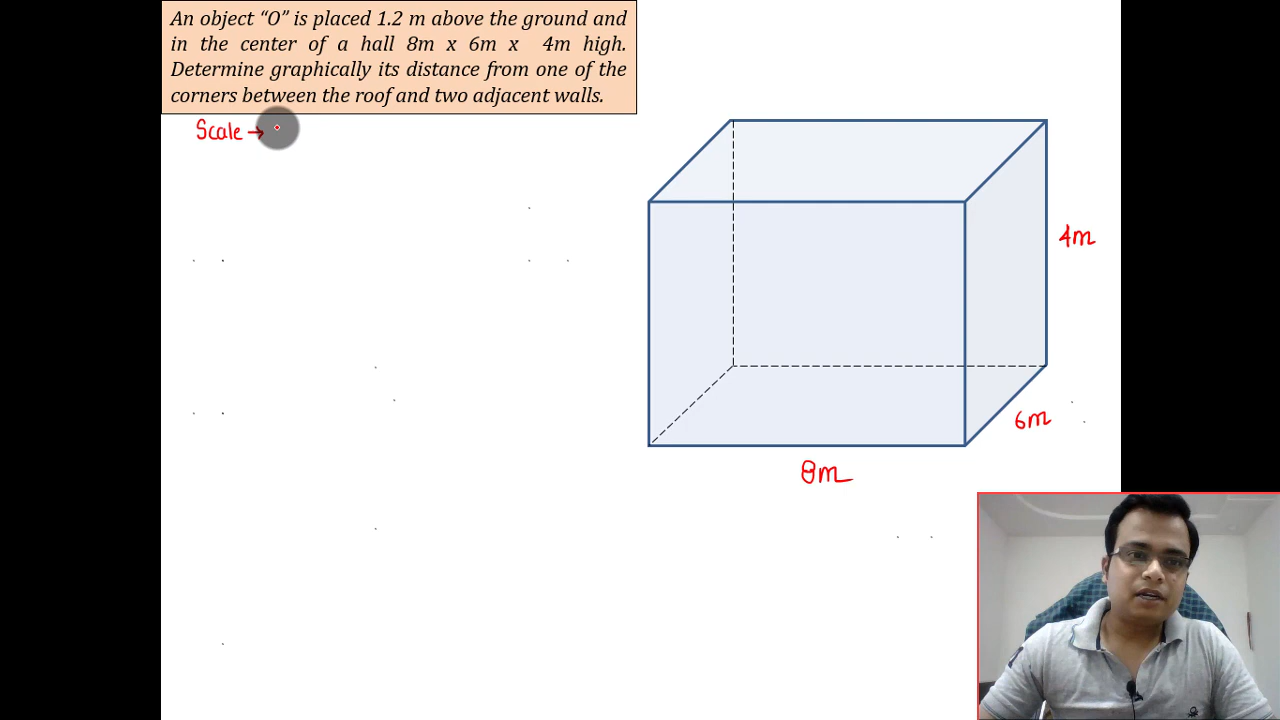 An object “O” is placed 1.2 m above the ground and
in the center of a hall 8m x 6m x 4m high.
Determine graphically its distance from one of the
corners between the roof and two adjacent walls.
Scale →
4m
6m
8m